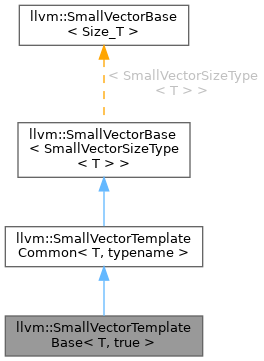 llvm::SmallVectorBase
< Size_T >
< SmallVectorSizeType
< T > >
llvm::SmallVectorBase
< SmallVectorSizeType
< T > >
llvm::SmallVectorTemplate
Common< T, typename >
llvm::SmallVectorTemplate
Base< T, true >